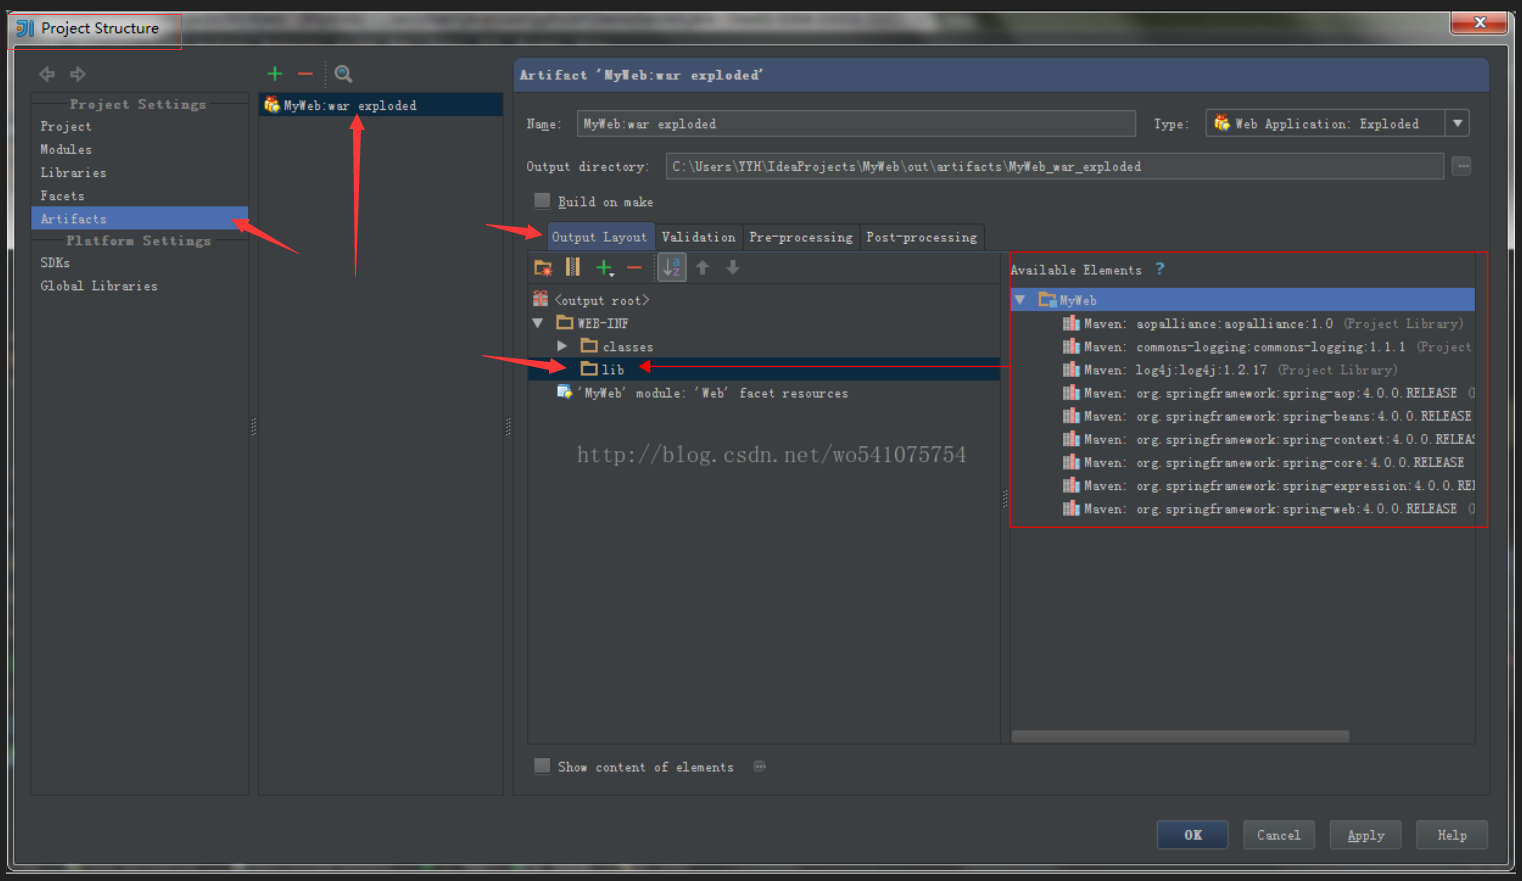 Project Structure
Project Settings
Project
Modules
Libraries
Facets
Artifacts
Platform Settings
SDKs
Global Libraries
MyWeb:war exploded
Artifact 'MyWeb:war exploded'
Name: MyWeb:war exploded Type: Web Application: Exploded
Output directory: C:\Users\YYH\IdeaProjects\MyWeb\out\artifacts\MyWeb_war_exploded
Build on make
Output Layout Validation Pre-processing Post-processing
<output root>
WEB-INF
classes
lib
'MyWeb' module: 'Web' facet resources
http://blog.csdn.net/wo541075754
Available Elements ?
MyWeb
Maven: aopalliance:aopalliance:1.0 (Project Library)
Maven: commons-logging:commons-logging:1.1.1 (Project
Maven: log4j:log4j:1.2.17 (Project Library)
Maven: org.springframework:spring-aop:4.0.0.RELEASE
Maven: org.springframework:spring-beans:4.0.0.RELEASE
Maven: org.springframework:spring-context:4.0.0.RELEAS
Maven: org.springframework:spring-core:4.0.0.RELEASE
Maven: org.springframework:spring-expression:4.0.0.REL
Maven: org.springframework:spring-web:4.0.0.RELEASE
Show content of elements
OK Cancel Apply Help